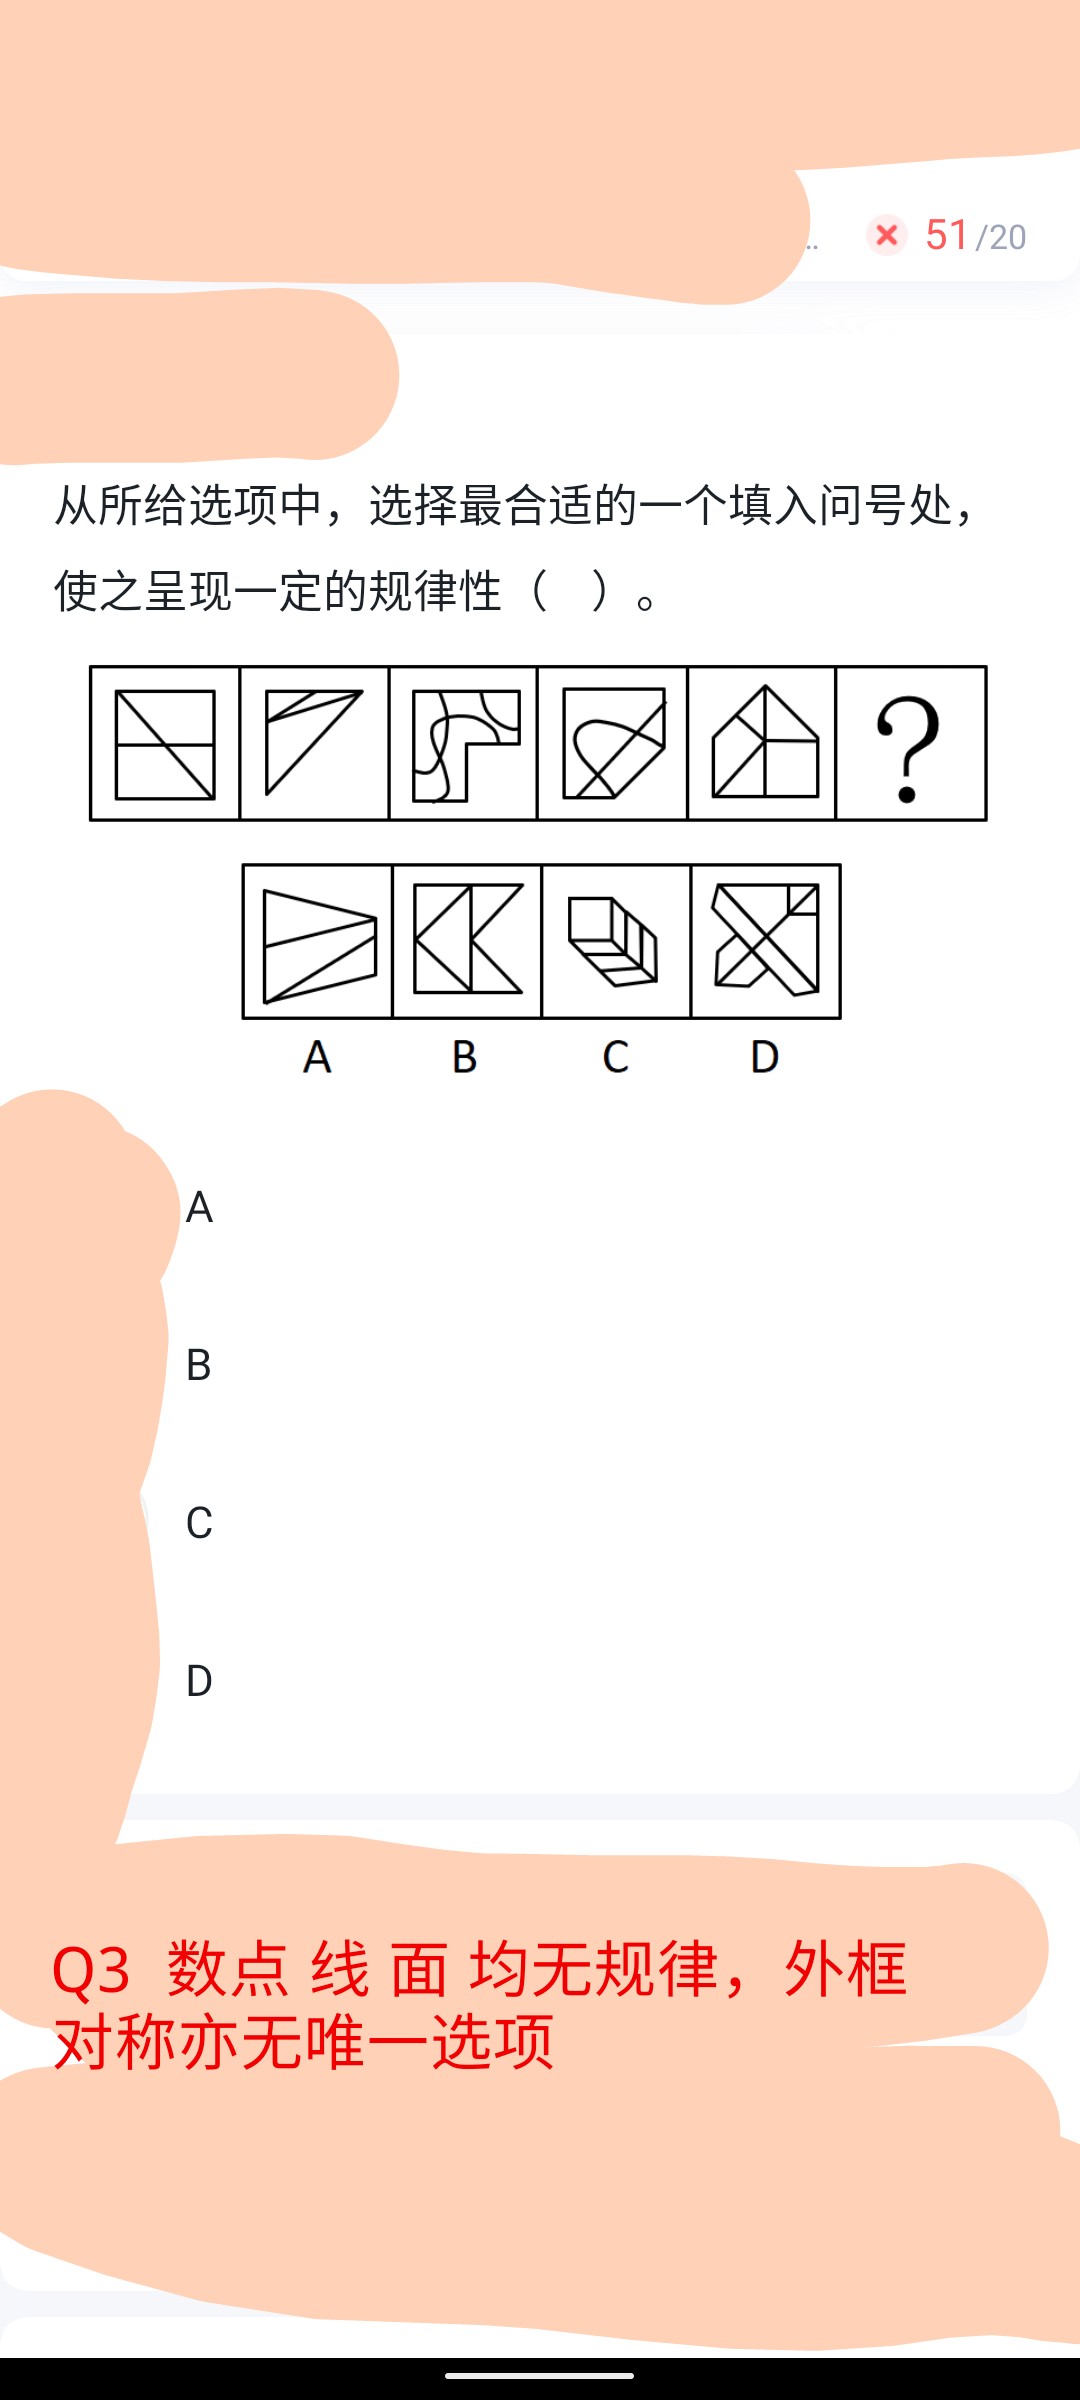 .. 51/20
从所给选项中，选择最合适的一个填入问号处，
使之呈现一定的规律性（　）。
?
A B C D
A
B
C
D
Q3 数点 线 面 均无规律，外框
对称亦无唯一选项